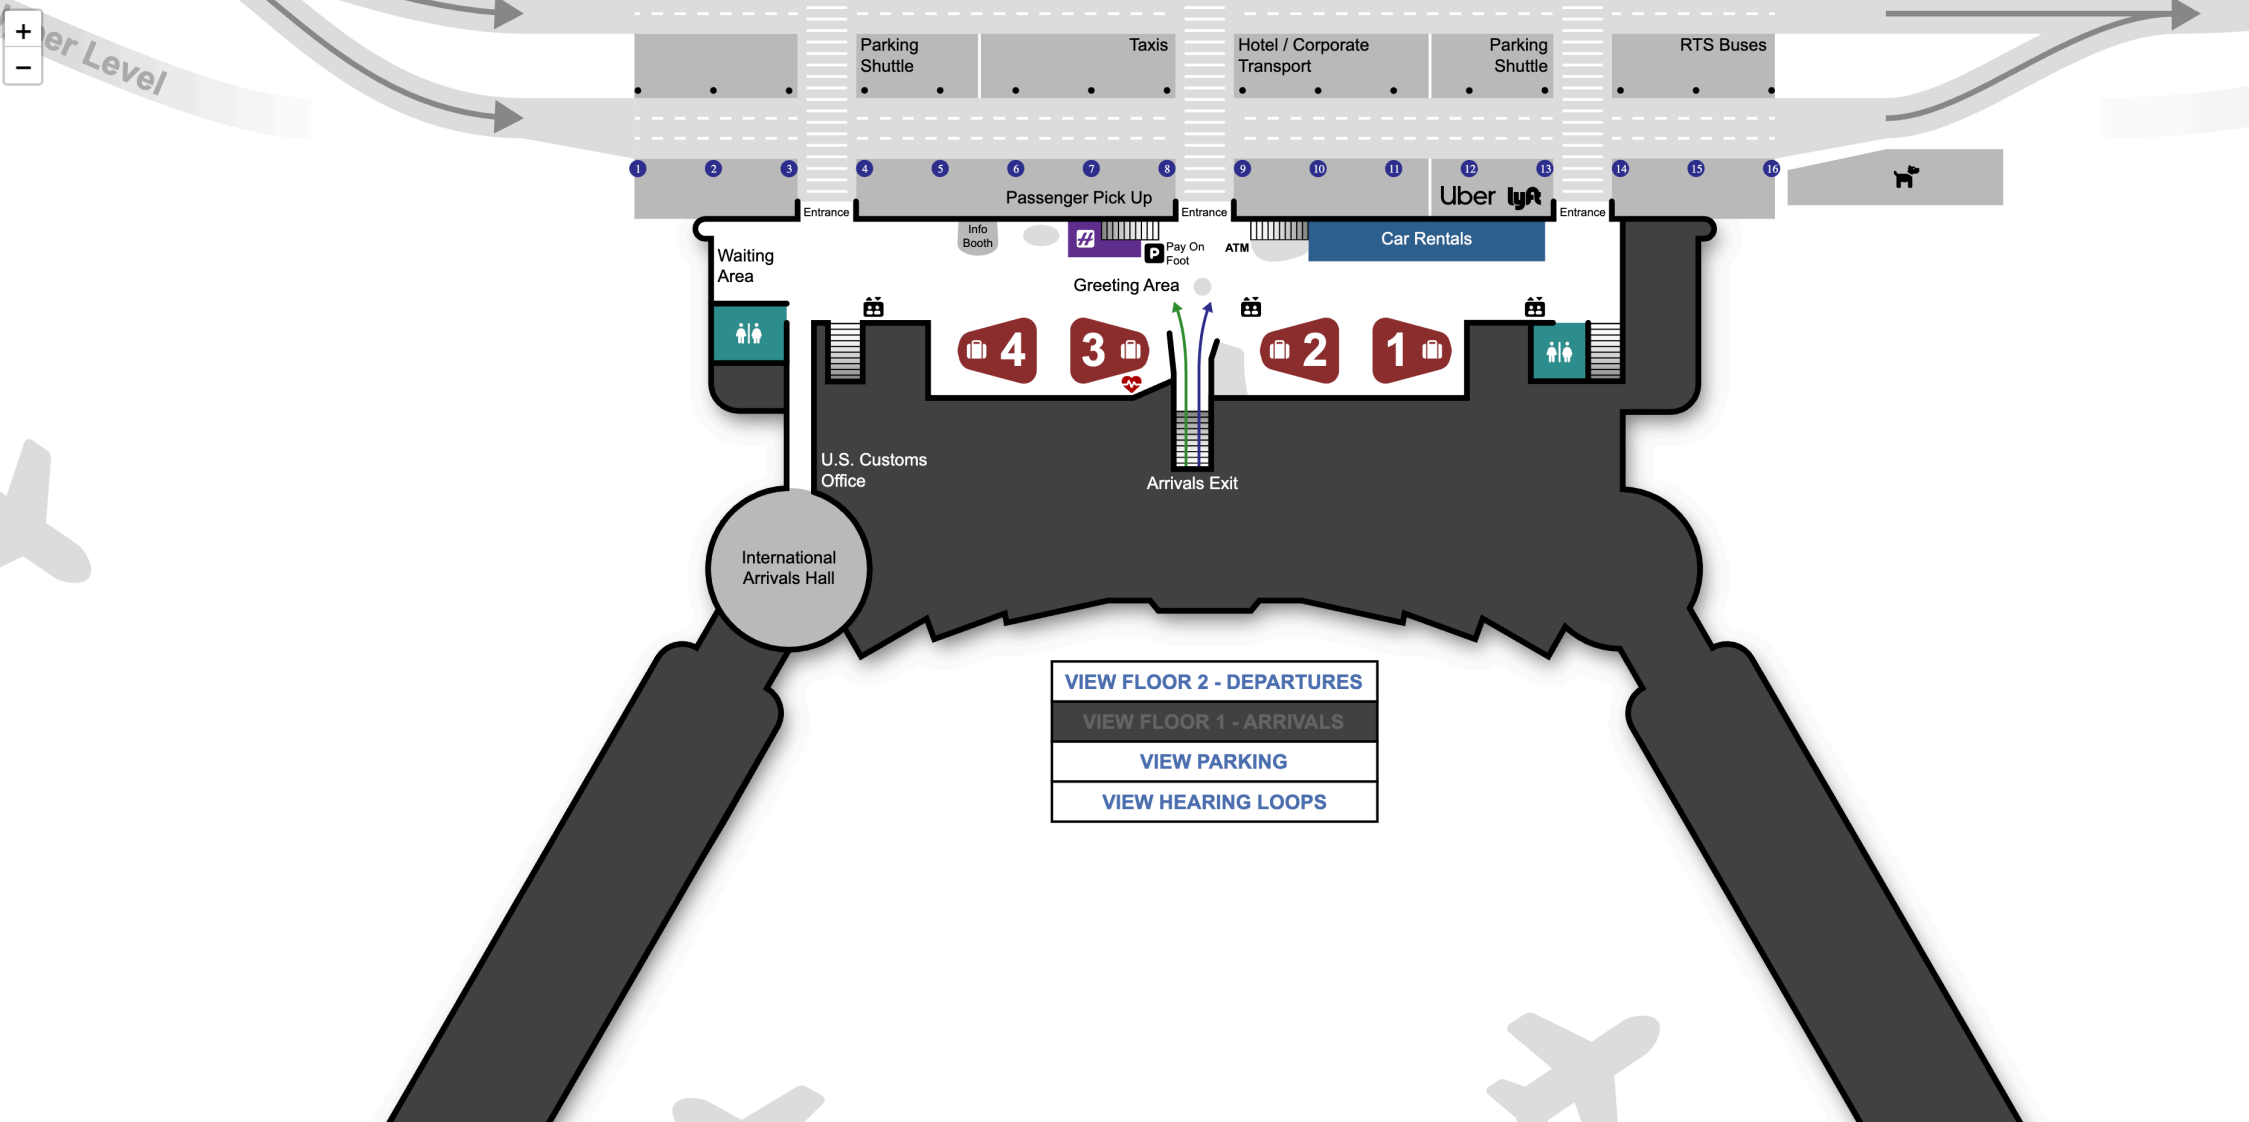 +
−
er Level
Parking
Shuttle
Taxis
Hotel / Corporate
Transport
Parking
Shuttle
RTS Buses
1 2 3 4 5 6 7 8 9 10 11 12 13 14 15 16
Passenger Pick Up
Uber lyft
Entrance
Entrance
Entrance
Info
Booth
#
P
Pay On
Foot
ATM
Car Rentals
Waiting
Area
Greeting Area
4
3
2
1
U.S. Customs
Office
Arrivals Exit
International
Arrivals Hall
VIEW FLOOR 2 - DEPARTURES
VIEW FLOOR 1 - ARRIVALS
VIEW PARKING
VIEW HEARING LOOPS